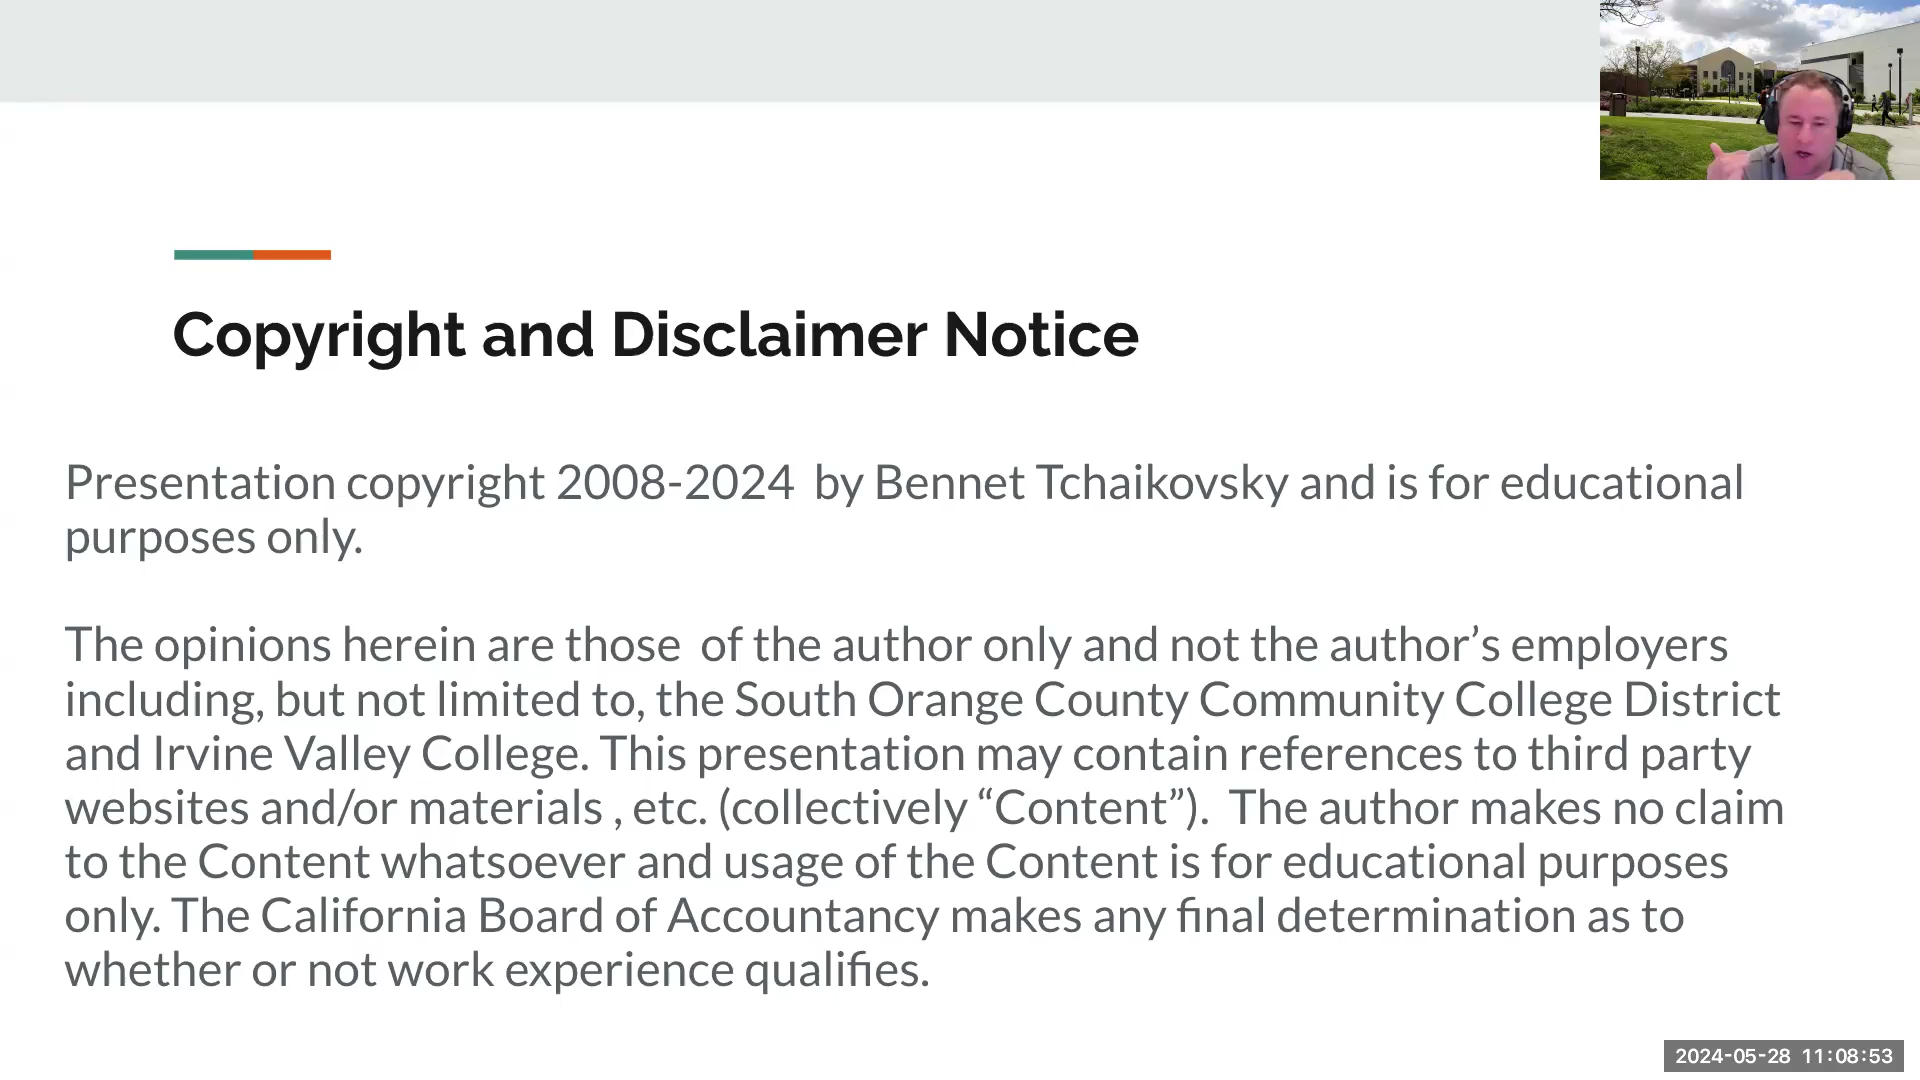 Copyright and Disclaimer Notice
Presentation copyright 2008-2024  by Bennet Tchaikovsky and is for educational
purposes only.
The opinions herein are those  of the author only and not the author’s employers
including, but not limited to, the South Orange County Community College District
and Irvine Valley College. This presentation may contain references to third party
websites and/or materials , etc. (collectively “Content”).  The author makes no claim
to the Content whatsoever and usage of the Content is for educational purposes
only. The California Board of Accountancy makes any final determination as to
whether or not work experience qualifies.
2024-05-28  11:08:53